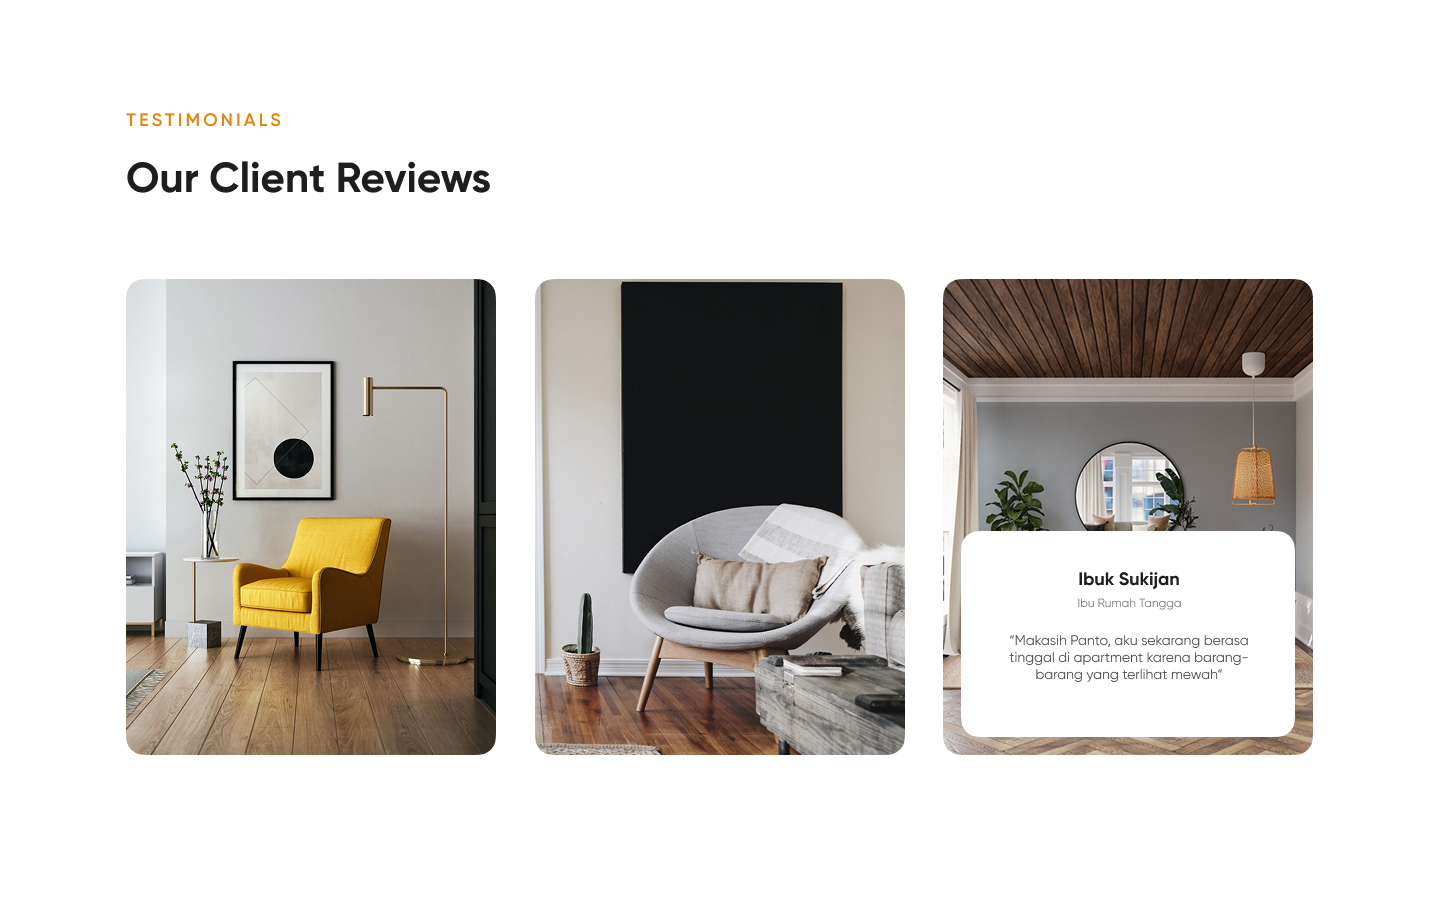 TESTIMONIALS
Our Client Reviews
Ibuk Sukijan
Ibu Rumah Tangga
“Makasih Panto, aku sekarang berasa
tinggal di apartment karena barang-
barang yang terlihat mewah“